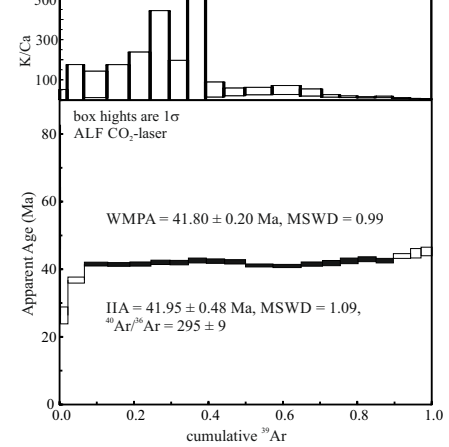 500
300
100
K/Ca
box hights are 1σ
ALF CO₂-laser
80
60
40
20
0
Apparent Age (Ma)
WMPA = 41.80 ± 0.20 Ma, MSWD = 0.99
IIA = 41.95 ± 0.48 Ma, MSWD = 1.09,
⁴⁰Ar/³⁶Ar = 295 ± 9
0.0 0.2 0.4 0.6 0.8 1.0
cumulative ³⁹Ar